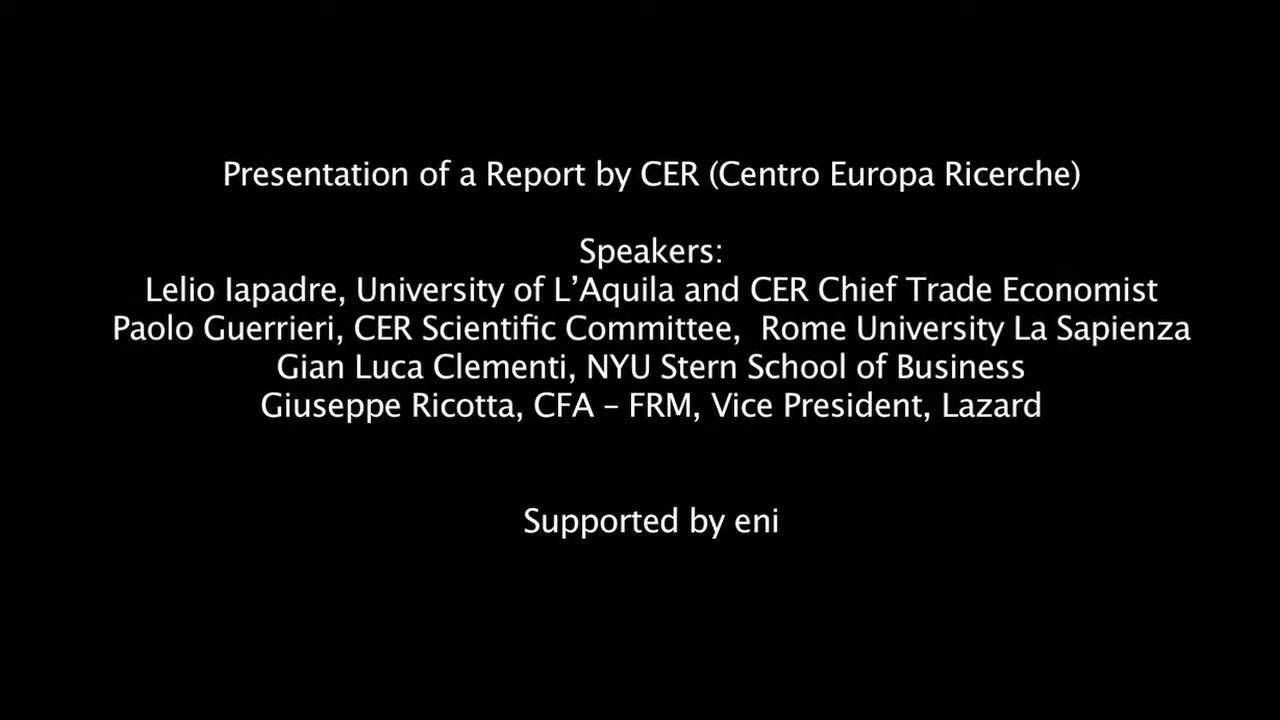 Presentation of a Report by CER (Centro Europa Ricerche)
Speakers:
Lelio Iapadre, University of L’Aquila and CER Chief Trade Economist
Paolo Guerrieri, CER Scientific Committee,  Rome University La Sapienza
Gian Luca Clementi, NYU Stern School of Business
Giuseppe Ricotta, CFA – FRM, Vice President, Lazard
Supported by eni